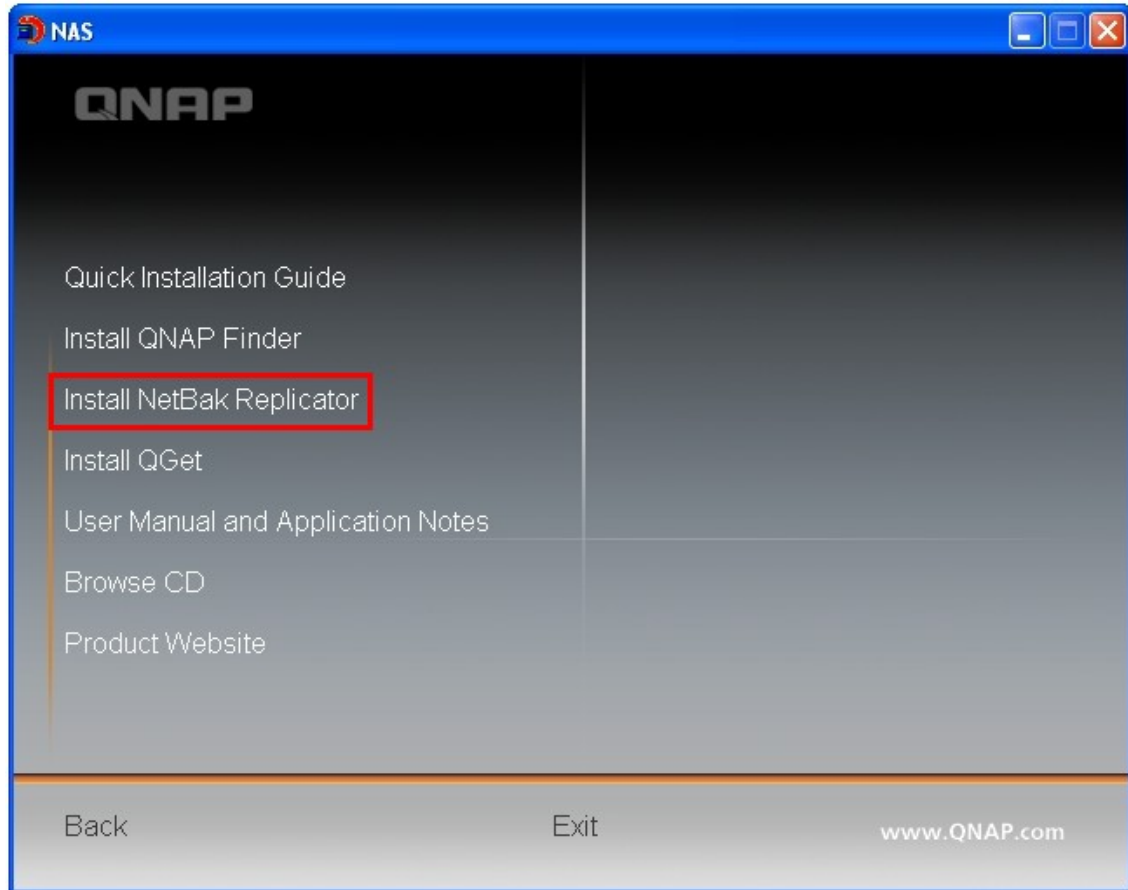 NAS
QNAP
Quick Installation Guide
Install QNAP Finder
Install NetBak Replicator
Install QGet
User Manual and Application Notes
Browse CD
Product Website
Back
Exit
www.QNAP.com